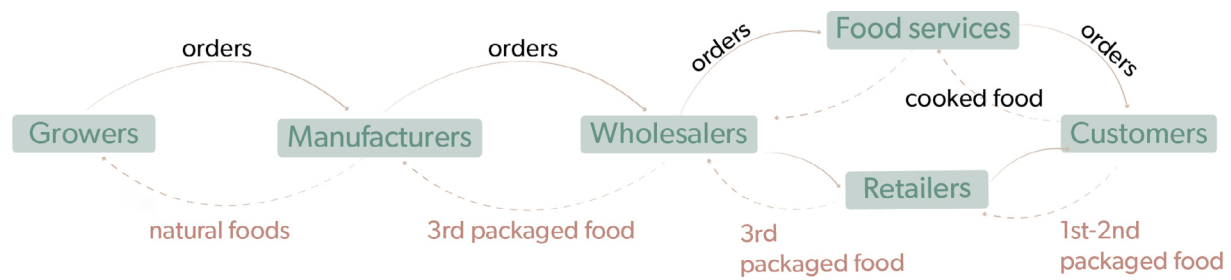 orders
orders
orders
Food services
orders
cooked food
Growers
Manufacturers
Wholesalers
Customers
Retailers
natural foods
3rd packaged food
3rd
packaged food
1st-2nd
packaged food